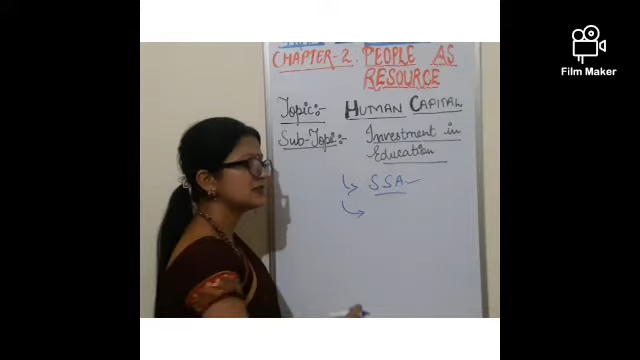 CHAPTER-2. PEOPLE AS
RESOURCE
Topic:- HUMAN CAPITAL
Sub-Topic:- Investment in
Education
↳ SSA
↳
Film Maker